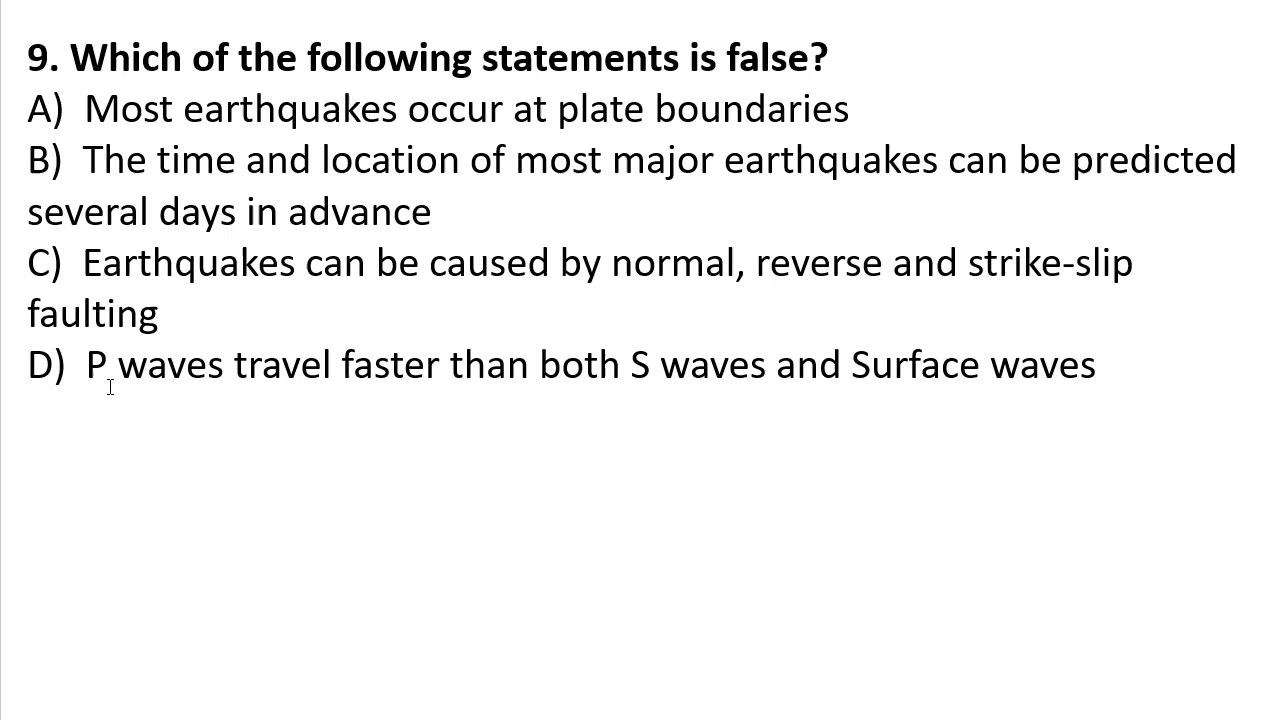 9. Which of the following statements is false?
A)  Most earthquakes occur at plate boundaries
B)  The time and location of most major earthquakes can be predicted
several days in advance
C)  Earthquakes can be caused by normal, reverse and strike-slip
faulting
D)  P waves travel faster than both S waves and Surface waves